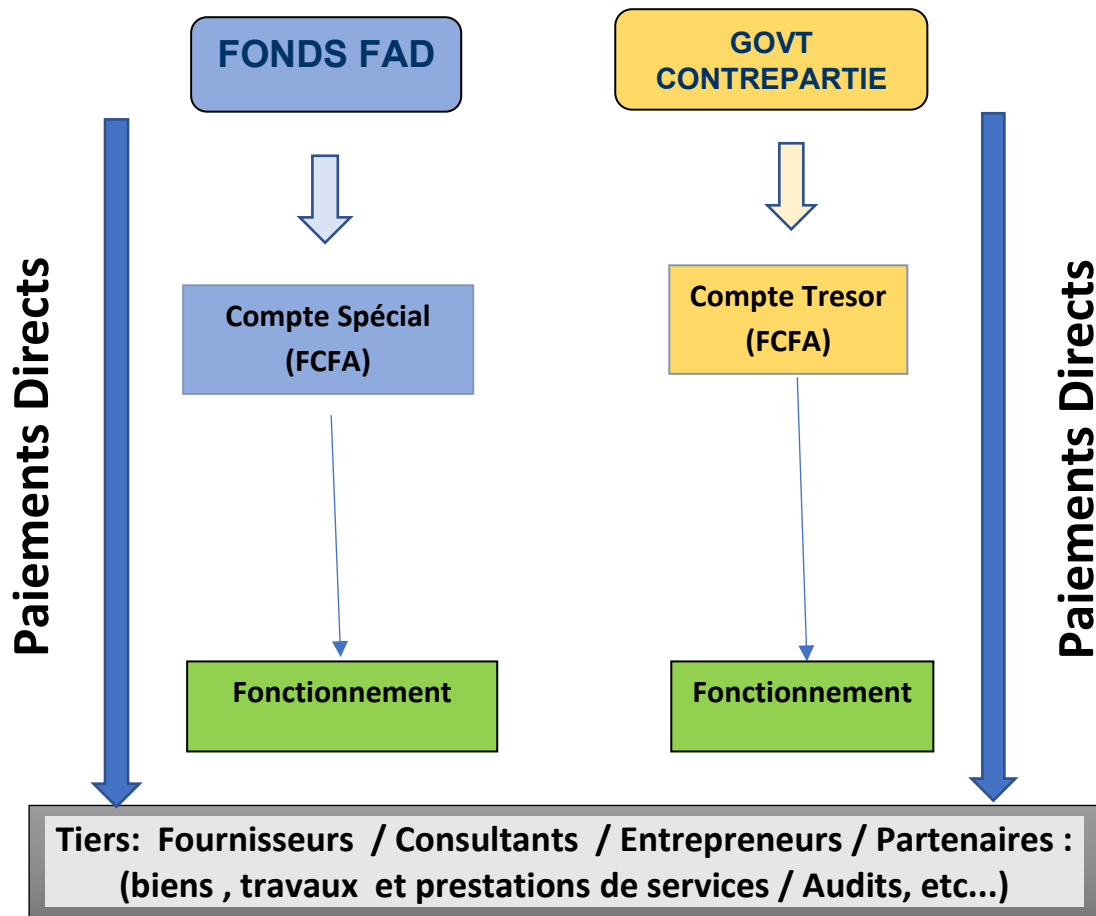 FONDS FAD
GOVT
CONTREPARTIE
Paiements Directs
Compte Spécial
(FCFA)
Compte Tresor
(FCFA)
Paiements Directs
Fonctionnement
Fonctionnement
Tiers: Fournisseurs / Consultants / Entrepreneurs / Partenaires :
(biens , travaux et prestations de services / Audits, etc...)